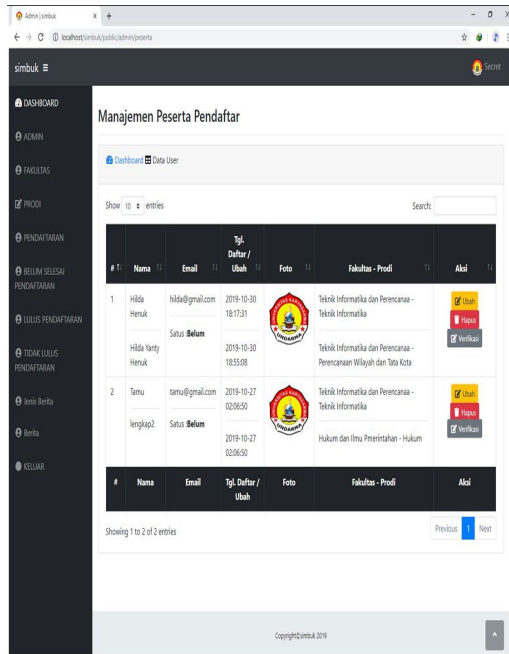 Admin | simbuk
localhost/simbuk/public/admin/peserta
simbuk
Secret
DASHBOARD
ADMIN
FAKULTAS
PRODI
PENDAFTARAN
BELUM SELESAI
PENDAFTARAN
LULUS PENDAFTARAN
TIDAK LULUS
PENDAFTARAN
Jenis Berita
Berita
KELUAR
Manajemen Peserta Pendaftar
Dashboard Data User
Show 10 entries
Search:
# Nama Email Tgl. Daftar / Ubah Foto Fakultas - Prodi Aksi
1 Hilda Henuk hilda@gmail.com 2019-10-30 18:17:31 Teknik Informatika dan Perencanaa - Teknik Informatika
Hilda Yanty Henuk Satus :Belum 2019-10-30 18:55:08 Teknik Informatika dan Perencanaa - Perencanaan Wilayah dan Tata Kota
UNDARMA
Ubah
Hapus
Verifikasi
2 Tamu tamu@gmail.com 2019-10-27 02:06:50 Teknik Informatika dan Perencanaa - Teknik Informatika
lengkap2 Satus :Belum 2019-10-27 02:06:50 Hukum dan Ilmu Pmerintahan - Hukum
UNDARMA
Ubah
Hapus
Verifikasi
# Nama Email Tgl. Daftar / Ubah Foto Fakultas - Prodi Aksi
Showing 1 to 2 of 2 entries
Previous 1 Next
Copyright©simbuk 2019